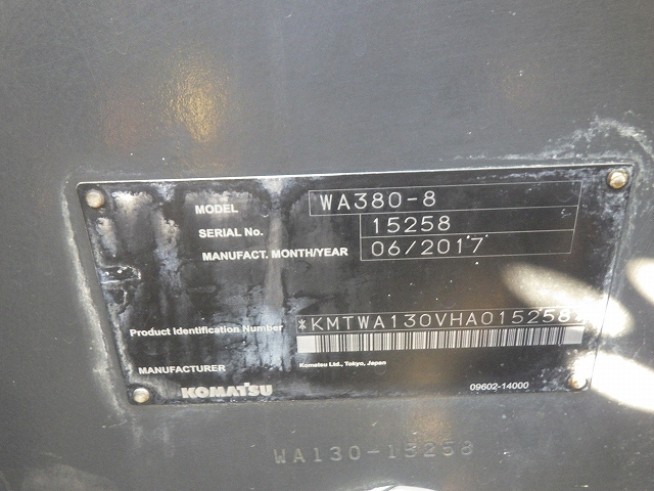 MODEL WA380-8
SERIAL No. 15258
MANUFACT. MONTH/YEAR 06/2017
Product Identification Number *KMTWA130VHA015258*
MANUFACTURER Komatsu Ltd., Tokyo, Japan
KOMATSU 09602-14000
WA130-15258